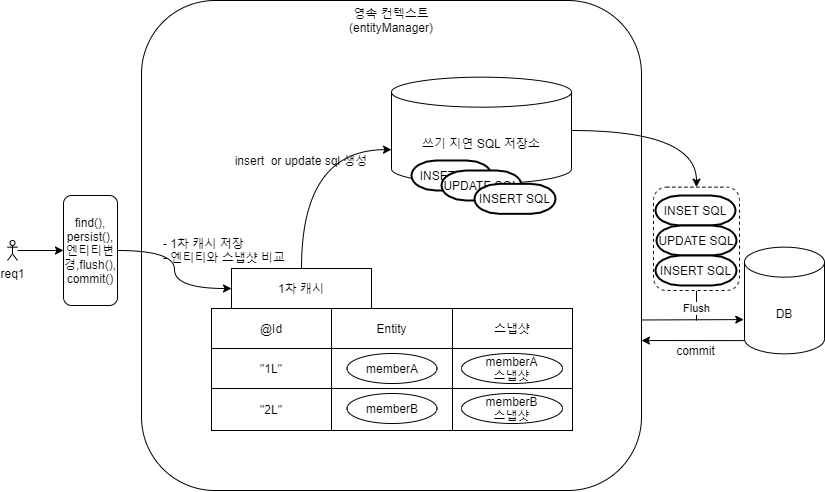 영속 컨텍스트
(entityManager)
쓰기 지연 SQL 저장소
insert or update sql 생성
INSE
UPDATE SQL
INSERT SQL
find(),
persist(),
엔티티변
경,flush(),
commit()
req1
- 1차 캐시 저장
- 엔티티와 스냅샷 비교
1차 캐시
@Id
Entity
스냅샷
"1L"
memberA
memberA
스냅샷
"2L"
memberB
memberB
스냅샷
INSET SQL
UPDATE SQL
INSERT SQL
Flush
commit
DB